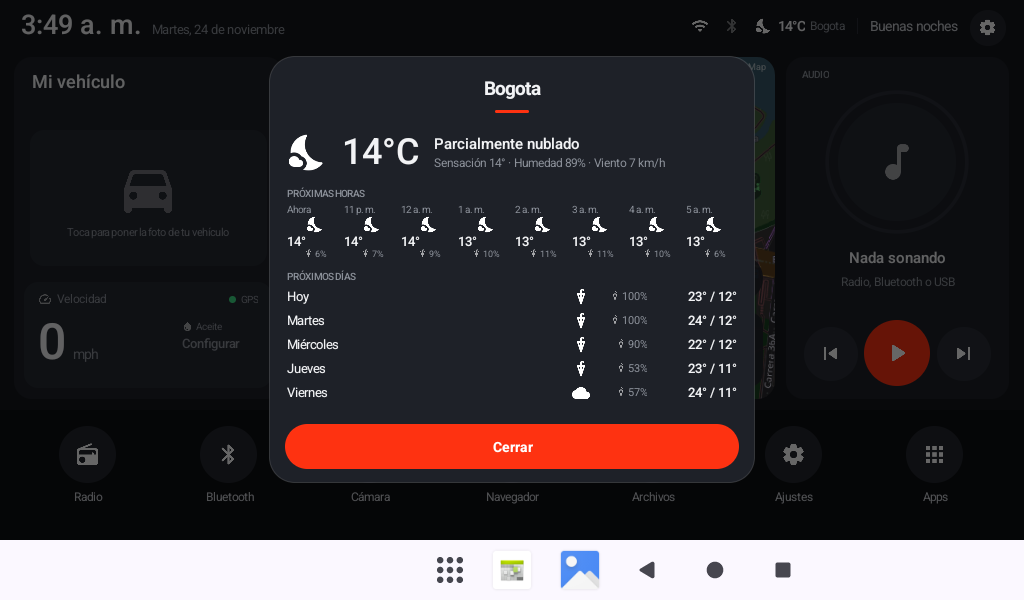 3:49 a. m. Martes, 24 de noviembre
14°C Bogota Buenas noches
Mi vehículo
Map
AUDIO
Bogota
14°C
Parcialmente nublado
Sensación 14° · Humedad 89% · Viento 7 km/h
PRÓXIMAS HORAS
Ahora 11 p. m. 12 a. m. 1 a. m. 2 a. m. 3 a. m. 4 a. m. 5 a. m.
14° 14° 14° 13° 13° 13° 13° 13°
6% 7% 9% 10% 11% 11% 10% 6%
PRÓXIMOS DÍAS
Hoy 100% 23° / 12°
Martes 100% 24° / 12°
Miércoles 90% 22° / 12°
Jueves 53% 23° / 11°
Viernes 57% 24° / 11°
Cerrar
Toca para poner la foto de tu vehículo
Velocidad GPS
0 mph
Aceite
Configurar
Carrera 36A
Nada sonando
Radio, Bluetooth o USB
Radio Bluetooth Cámara Navegador Archivos Ajustes Apps